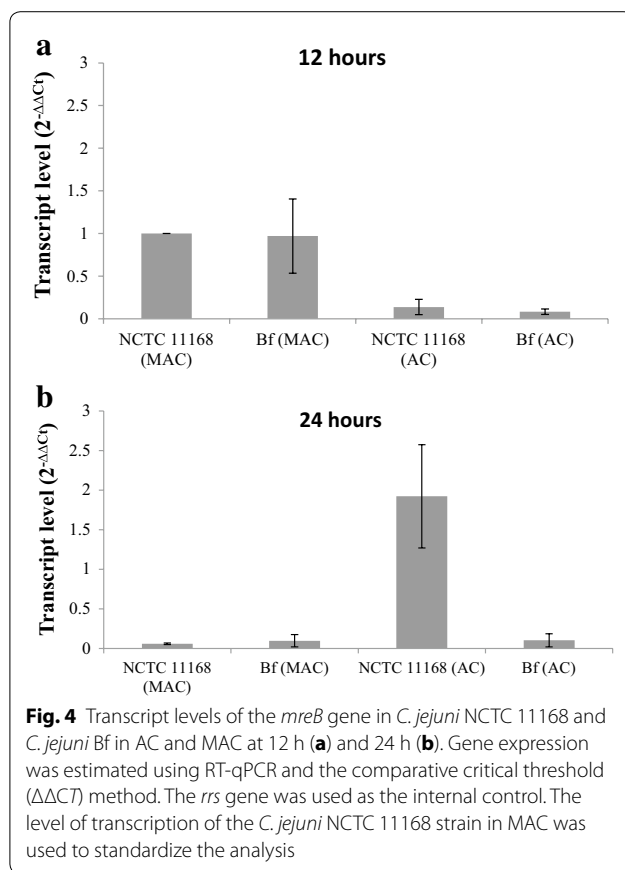 a
12 hours
Transcript level (2-ΔΔCt)
3
2.5
2
1.5
1
0.5
0
NCTC 11168
(MAC)
Bf (MAC)
NCTC 11168
(AC)
Bf (AC)
b
24 hours
Transcript level (2-ΔΔCt)
3
2.5
2
1.5
1
0.5
0
NCTC 11168
(MAC)
Bf (MAC)
NCTC 11168 (AC)
Bf (AC)
Fig. 4 Transcript levels of the mreB gene in C. jejuni NCTC 11168 and
C. jejuni Bf in AC and MAC at 12 h (a) and 24 h (b). Gene expression
was estimated using RT-qPCR and the comparative critical threshold
(ΔΔCT) method. The rrs gene was used as the internal control. The
level of transcription of the C. jejuni NCTC 11168 strain in MAC was
used to standardize the analysis